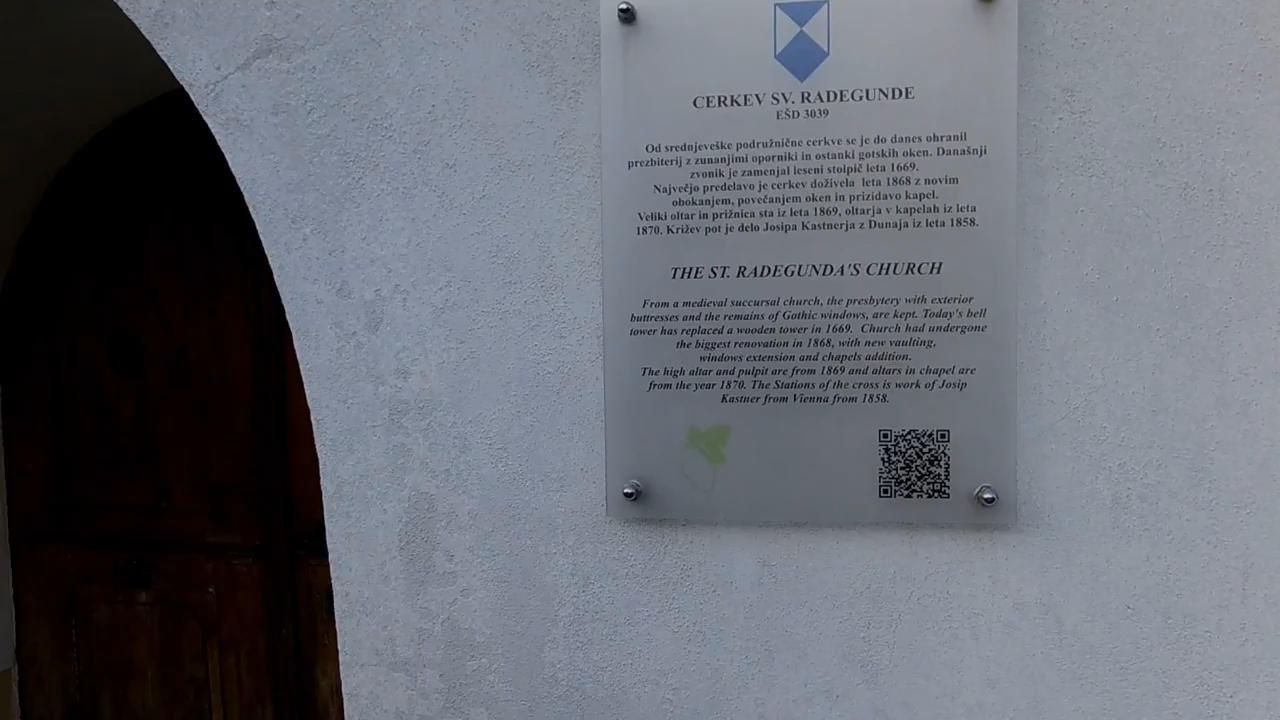 CERKEV SV. RADEGUNDE
EŠD 3039
Od srednjeveške podružnične cerkve se je do danes ohranil
prezbiterij z zunanjimi oporniki in ostanki gotskih oken. Današnji
zvonik je zamenjal leseni stolpič leta 1669.
Največjo predelavo je cerkev doživela leta 1868 z novim
obokanjem, povečanjem oken in prizidavo kapel.
Veliki oltar in prižnica sta iz leta 1869, oltarja v kapelah iz leta
1870. Križev pot je delo Josipa Kastnerja z Dunaja iz leta 1858.
THE ST. RADEGUNDA'S CHURCH
From a medieval succursal church, the presbytery with exterior
buttresses and the remains of Gothic windows, are kept. Today's bell
tower has replaced a wooden tower in 1669. Church had undergone
the biggest renovation in 1868, with new vaulting,
windows extension and chapels addition.
The high altar and pulpit are from 1869 and altars in chapel are
from the year 1870. The Stations of the cross is work of Josip
Kastner from Vienna from 1858.